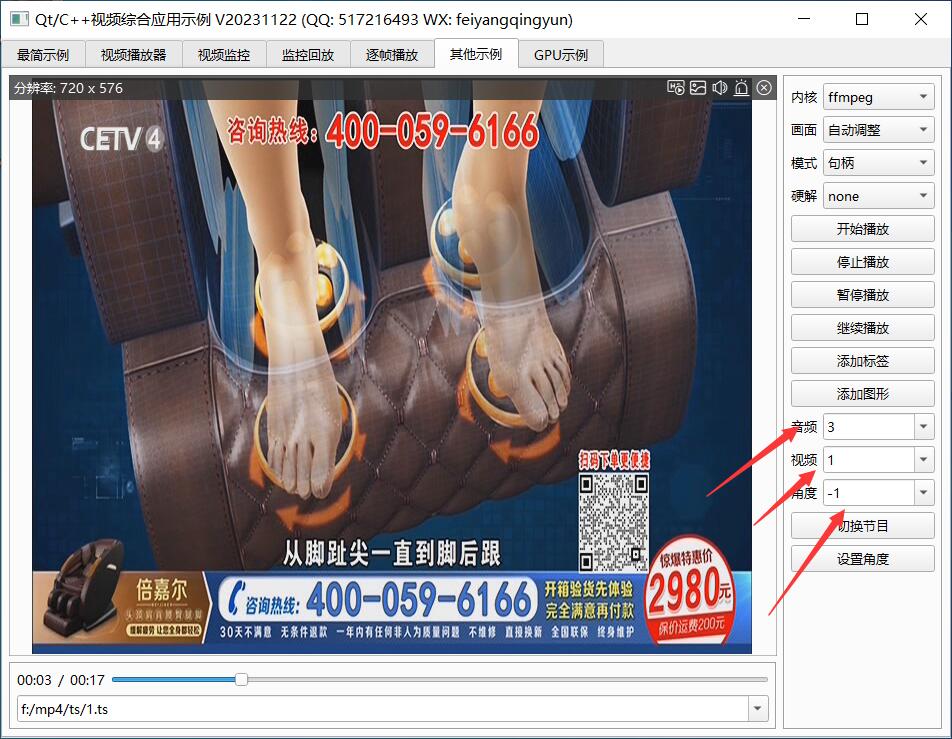 Qt/C++视频综合应用示例 V20231122 (QQ: 517216493 WX: feiyangqingyun)
最简示例 视频播放器 视频监控 监控回放 逐帧播放 其他示例 GPU示例
分辨率: 720 x 576
CETV 4
咨询热线: 400-059-6166
扫码下单更便捷
从脚趾尖一直到脚后跟
倍嘉尔
缓解疲劳 让您全身都轻松
咨询热线: 400-059-6166
开箱验货先体验
完全满意再付款
30天不满意 无条件退款 一年内有任何非人为质量问题 不维修 直接换新 全国联保 终身维护
惊爆特惠价
2980元
保价运费200元
00:03 / 00:17
f:/mp4/ts/1.ts
内核 ffmpeg
画面 自动调整
模式 句柄
硬解 none
开始播放
停止播放
暂停播放
继续播放
添加标签
添加图形
音频 3
视频 1
角度 -1
切换节目
设置角度